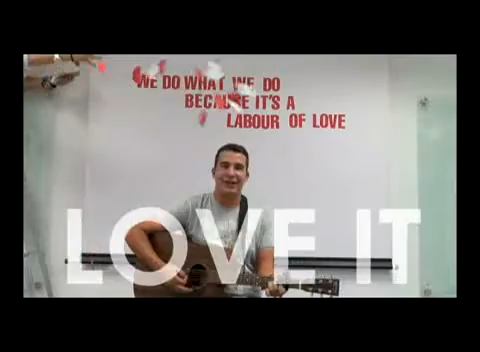 WE DO WHAT WE DO
BECAUSE IT'S A
LABOUR OF LOVE
LOVE IT